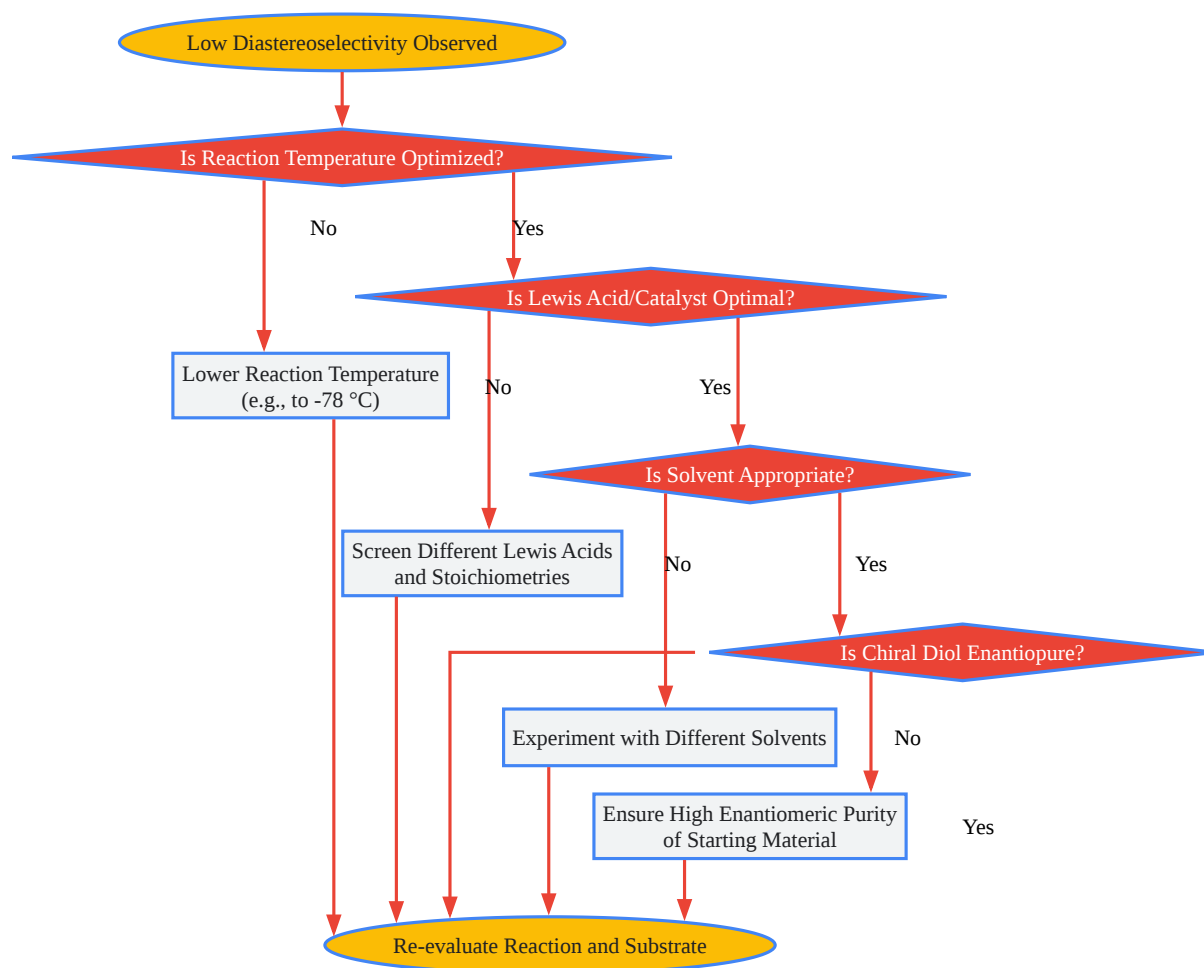 Low Diastereoselectivity Observed
Is Reaction Temperature Optimized?
No
Yes
Is Lewis Acid/Catalyst Optimal?
Lower Reaction Temperature
(e.g., to -78 °C)
No
Yes
Is Solvent Appropriate?
Screen Different Lewis Acids
and Stoichiometries
No
Yes
Is Chiral Diol Enantiopure?
Experiment with Different Solvents
No
Ensure High Enantiomeric Purity
of Starting Material
Yes
Re-evaluate Reaction and Substrate